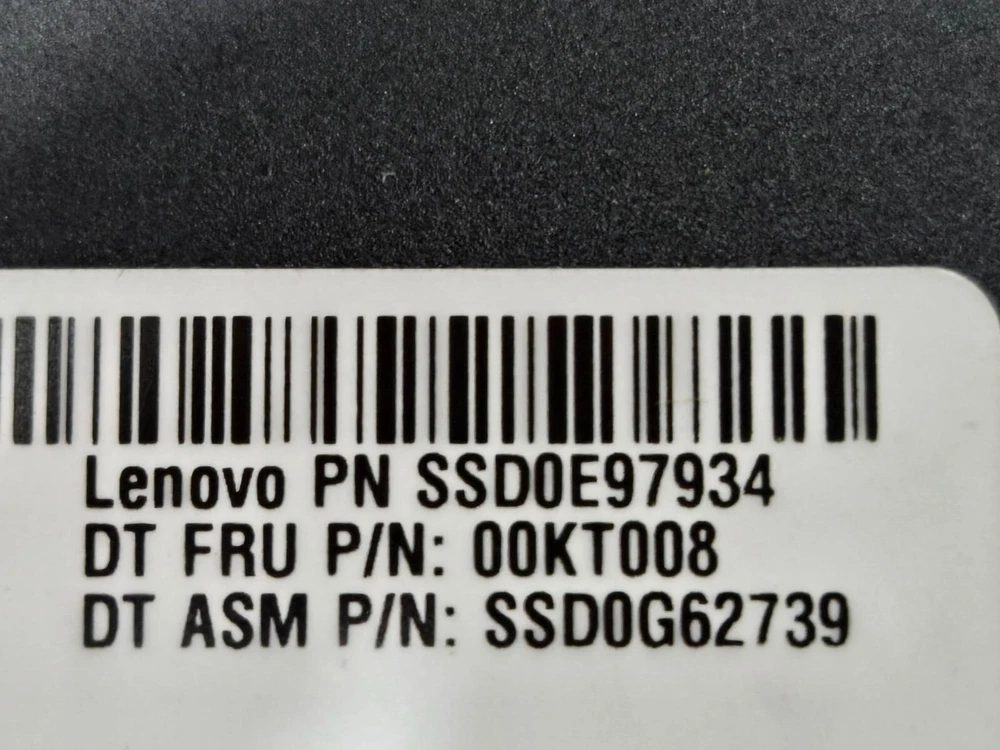 Lenovo PN SSD0E97934
DT FRU P/N: 00KT008
DT ASM P/N: SSD0G62739